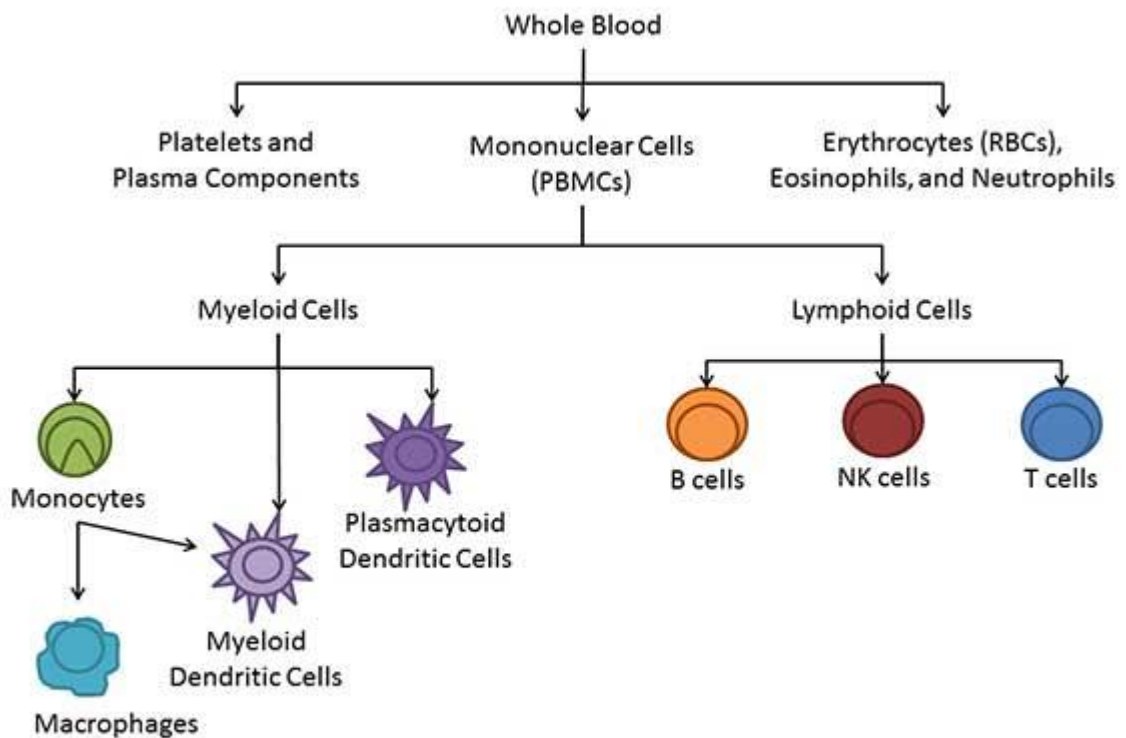 Whole Blood
Platelets and
Plasma Components
Mononuclear Cells
(PBMCs)
Erythrocytes (RBCs),
Eosinophils, and Neutrophils
Myeloid Cells
Lymphoid Cells
Monocytes
Plasmacytoid
Dendritic Cells
B cells
NK cells
T cells
Myeloid
Dendritic Cells
Macrophages